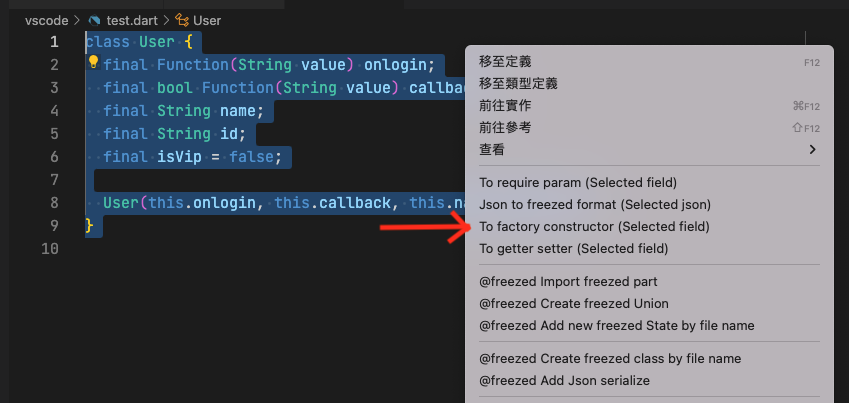 vscode > test.dart > User
1 class User {
2 final Function(String value) onlogin;
3 final bool Function(String value) callbac
4 final String name;
5 final String id;
6 final isVip = false;
7
8 User(this.onlogin, this.callback, this.na
9 }
10
移至定義 F12
移至類型定義
前往實作 ⌘F12
前往參考 ⇧F12
查看 >
To require param (Selected field)
Json to freezed format (Selected json)
To factory constructor (Selected field)
To getter setter (Selected field)
@freezed Import freezed part
@freezed Create freezed Union
@freezed Add new freezed State by file name
@freezed Create freezed class by file name
@freezed Add Json serialize